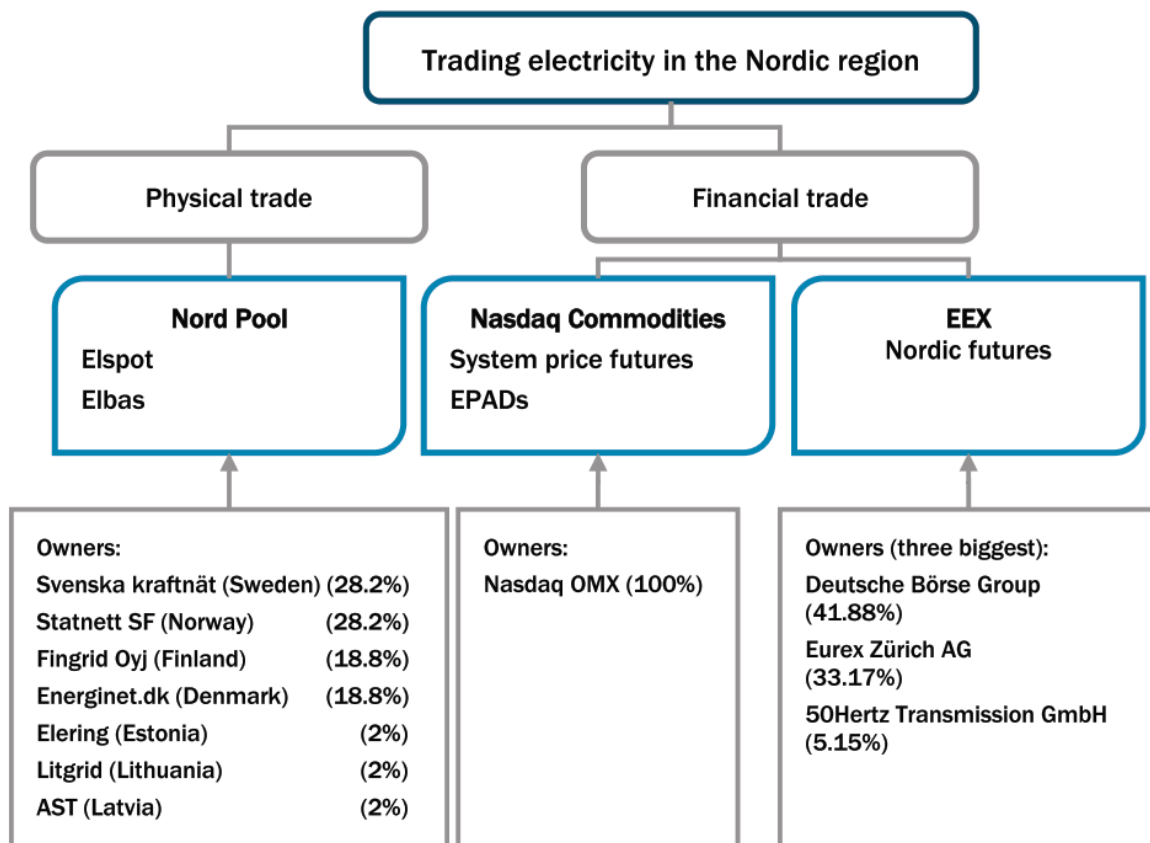 Trading electricity in the Nordic region
Physical trade
Financial trade
Nord Pool
Elspot
Elbas
Nasdaq Commodities
System price futures
EPADs
EEX
Nordic futures
Owners:
Svenska kraftnät (Sweden) (28.2%)
Statnett SF (Norway) (28.2%)
Fingrid Oyj (Finland) (18.8%)
Energinet.dk (Denmark) (18.8%)
Elering (Estonia) (2%)
Litgrid (Lithuania) (2%)
AST (Latvia) (2%)
Owners:
Nasdaq OMX (100%)
Owners (three biggest):
Deutsche Börse Group
(41.88%)
Eurex Zürich AG
(33.17%)
50Hertz Transmission GmbH
(5.15%)